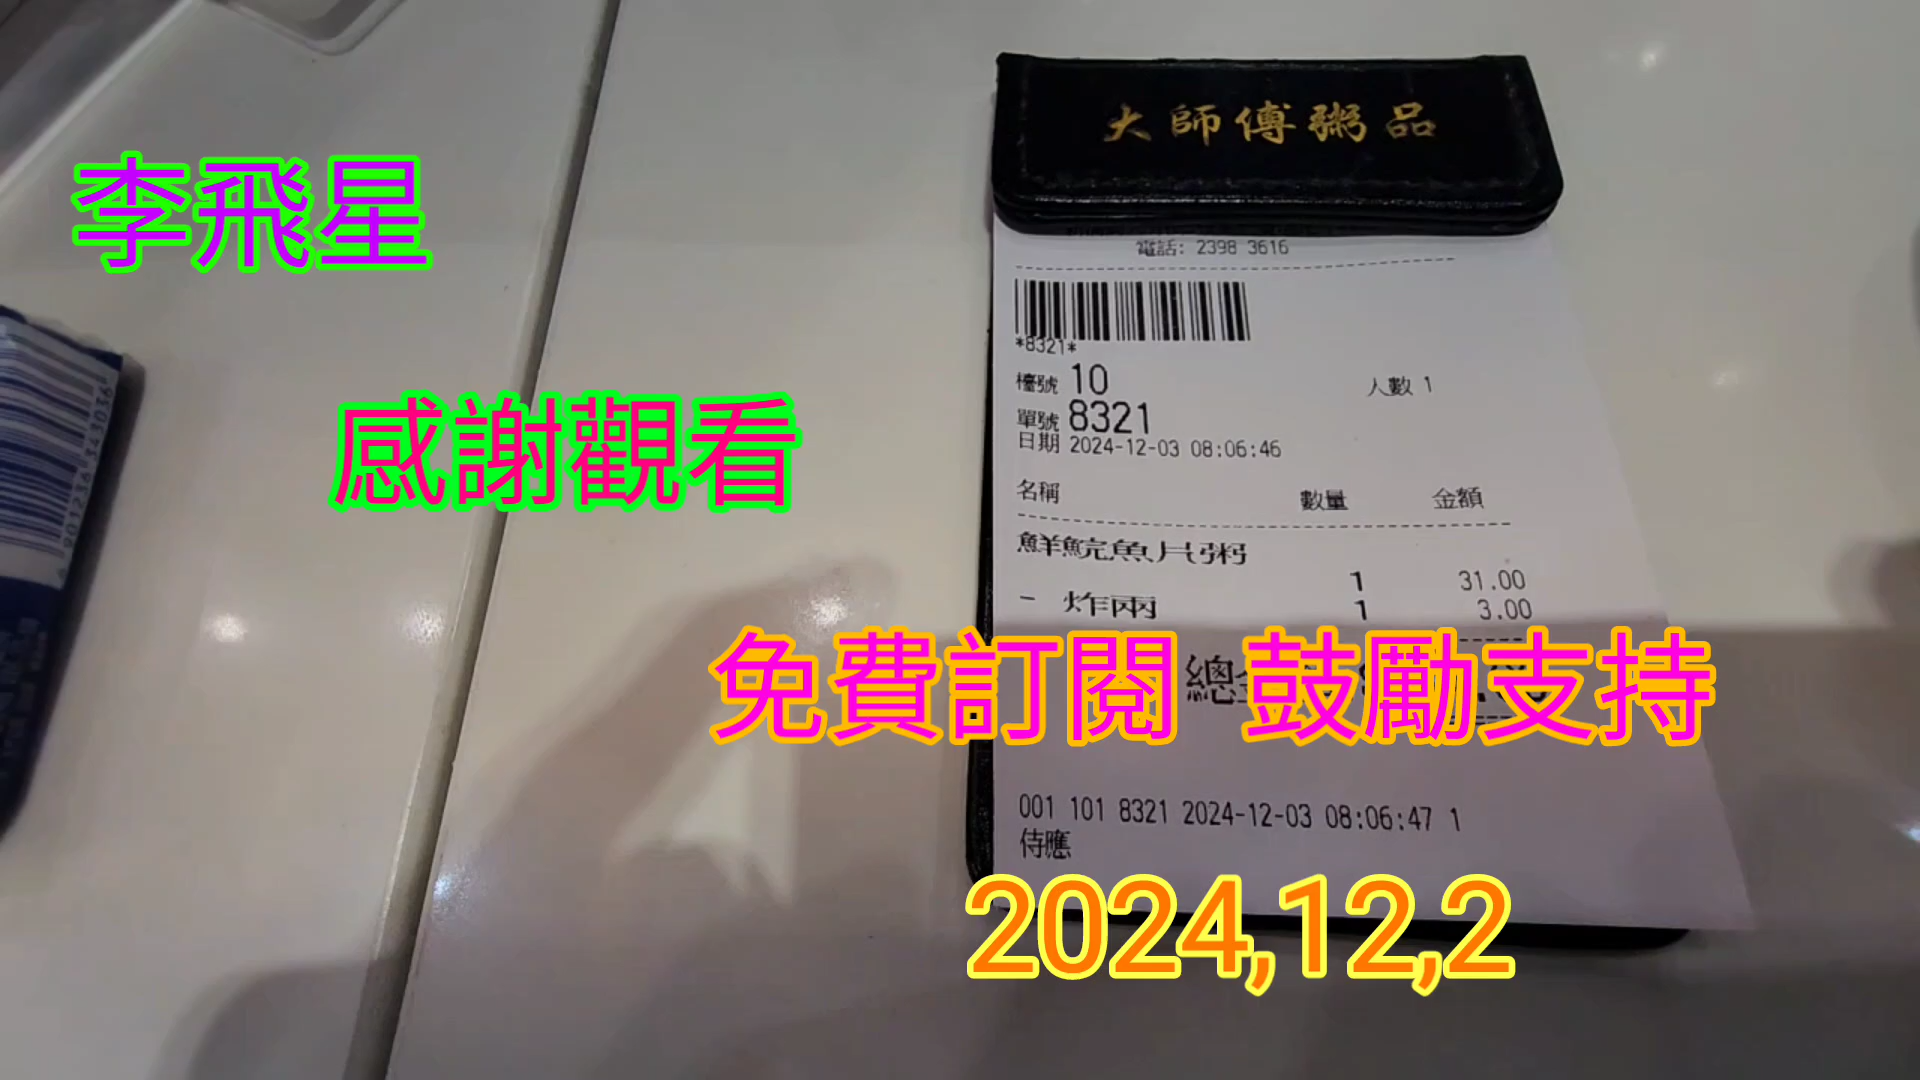 大師傅粥品
李飛星
電話: 2398 3616
*8321*
檯號 10 人數 1
單號 8321
日期 2024-12-03 08:06:46
感謝觀看
名稱 數量 金額
鮮鯇魚片粥
1 31.00
- 炸兩 1 3.00
免費訂閱 鼓勵支持
總
001 101 8321 2024-12-03 08:06:47 1
侍應
2024,12,2
4901236343036